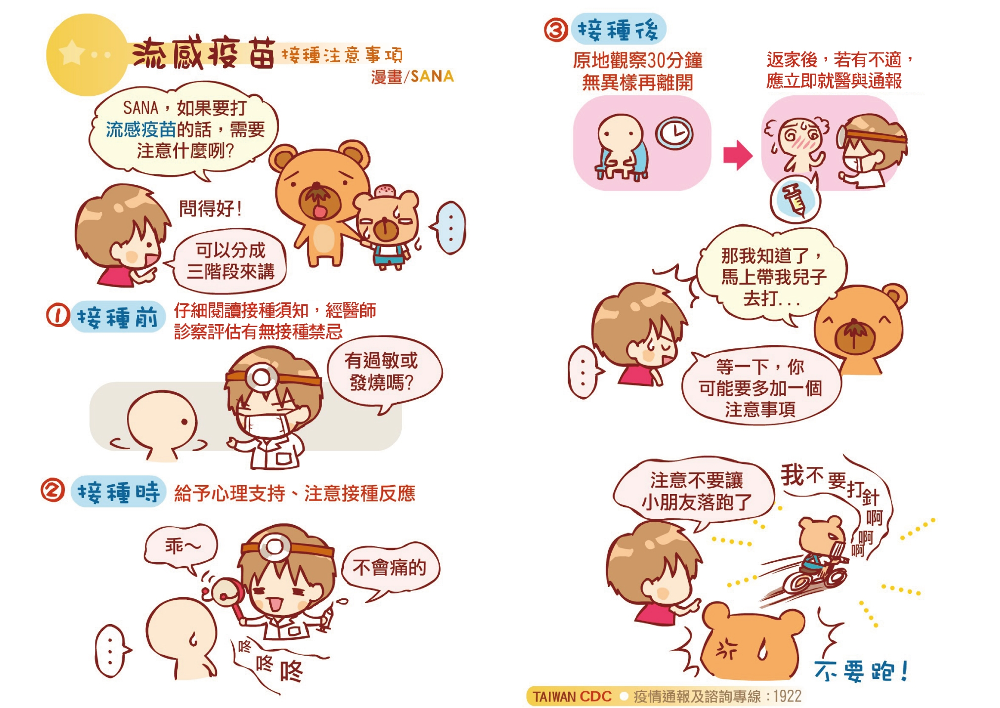 流感疫苗 接種注意事項
漫畫/SANA
SANA，如果要打
流感疫苗的話，需要
注意什麼咧?
問得好!
可以分成
三階段來講
① 接種前
仔細閱讀接種須知，經醫師
診察評估有無接種禁忌
有過敏或
發燒嗎?
② 接種時
給予心理支持、注意接種反應
乖～
不會痛的
咚
咚
咚
③ 接種後
原地觀察30分鐘
無異樣再離開
返家後，若有不適，
應立即就醫與通報
那我知道了，
馬上帶我兒子
去打...
等一下，你
可能要多加一個
注意事項
注意不要讓
小朋友落跑了
我不要打針啊啊啊
不要跑!
TAIWAN CDC ● 疫情通報及諮詢專線：1922